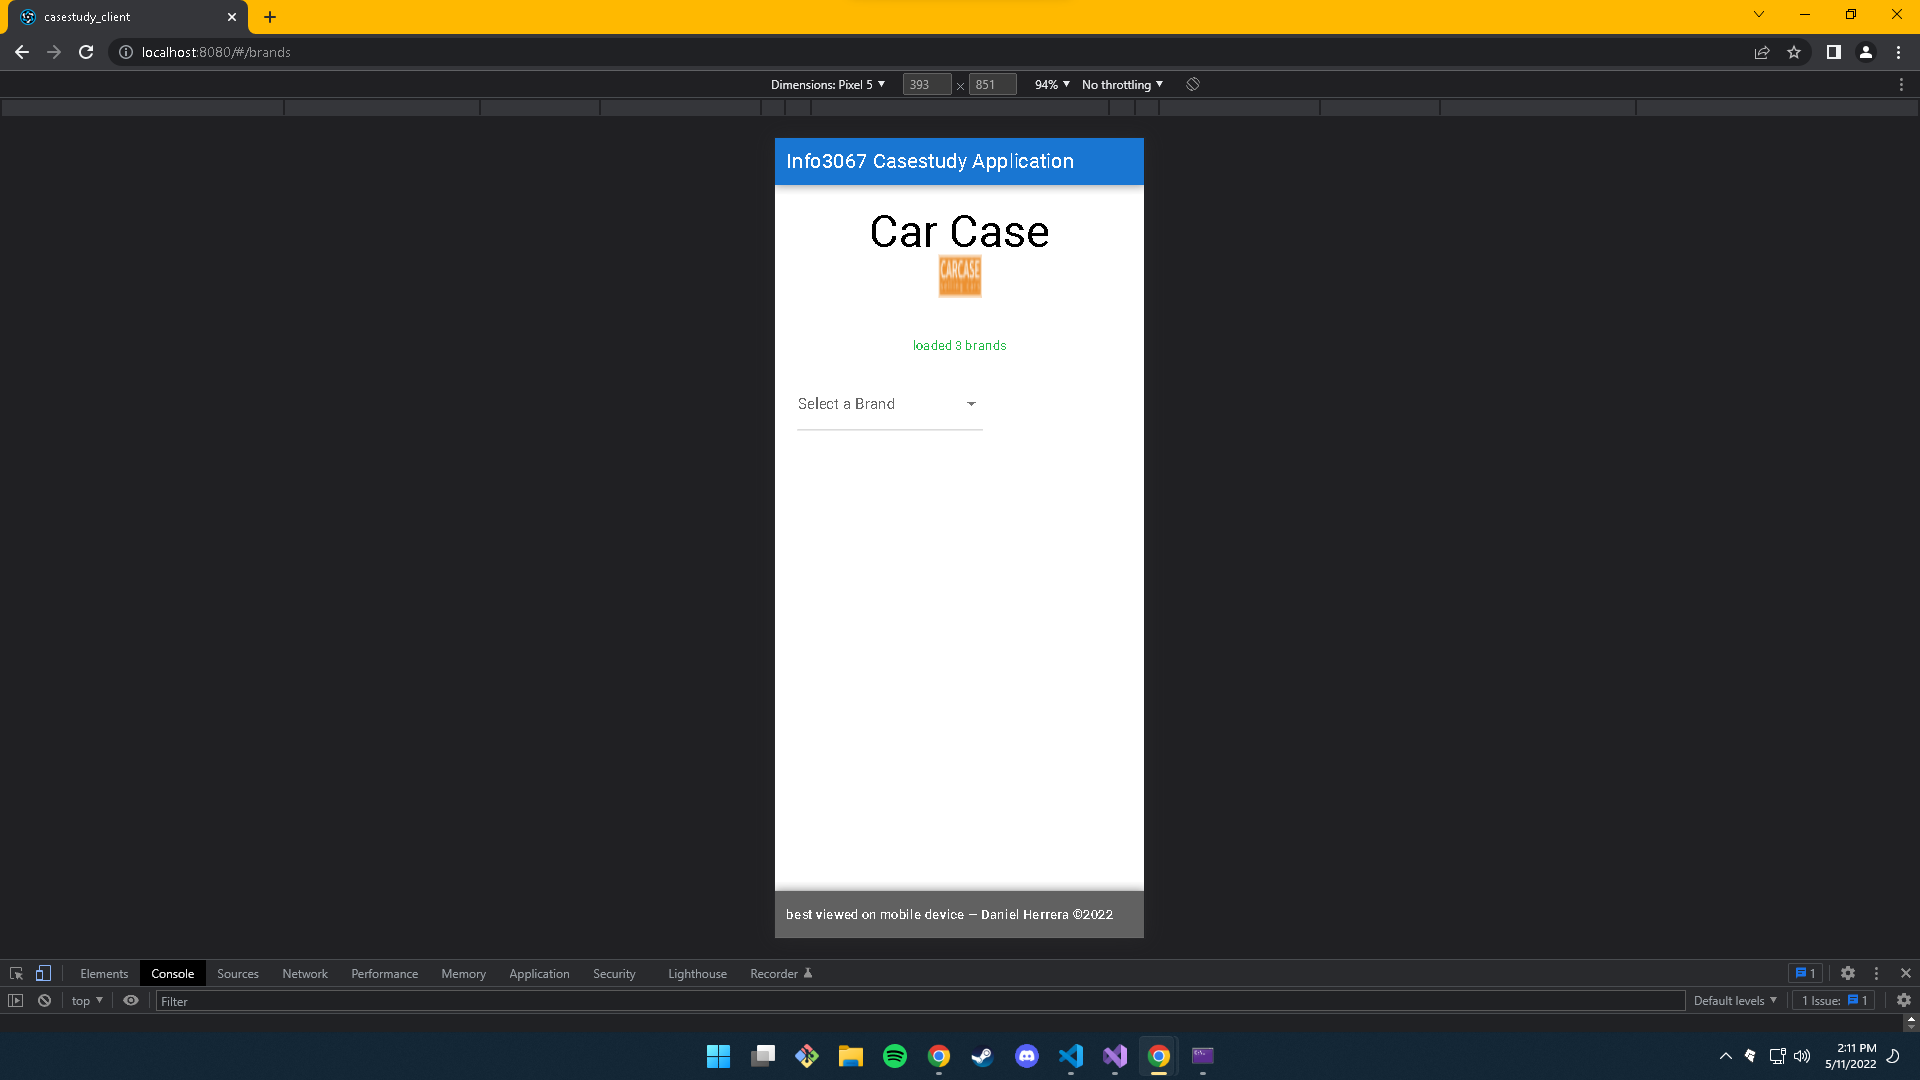 casestudy_client
localhost:8080/#/brands
Dimensions: Pixel 5 393 × 851 94% No throttling
Info3067 Casestudy Application
Car Case
CARCASE
selling cars
loaded 3 brands
Select a Brand
best viewed on mobile device — Daniel Herrera ©2022
Elements Console Sources Network Performance Memory Application Security Lighthouse Recorder 1
top Filter Default levels 1 Issue: 1
2:11 PM
5/11/2022